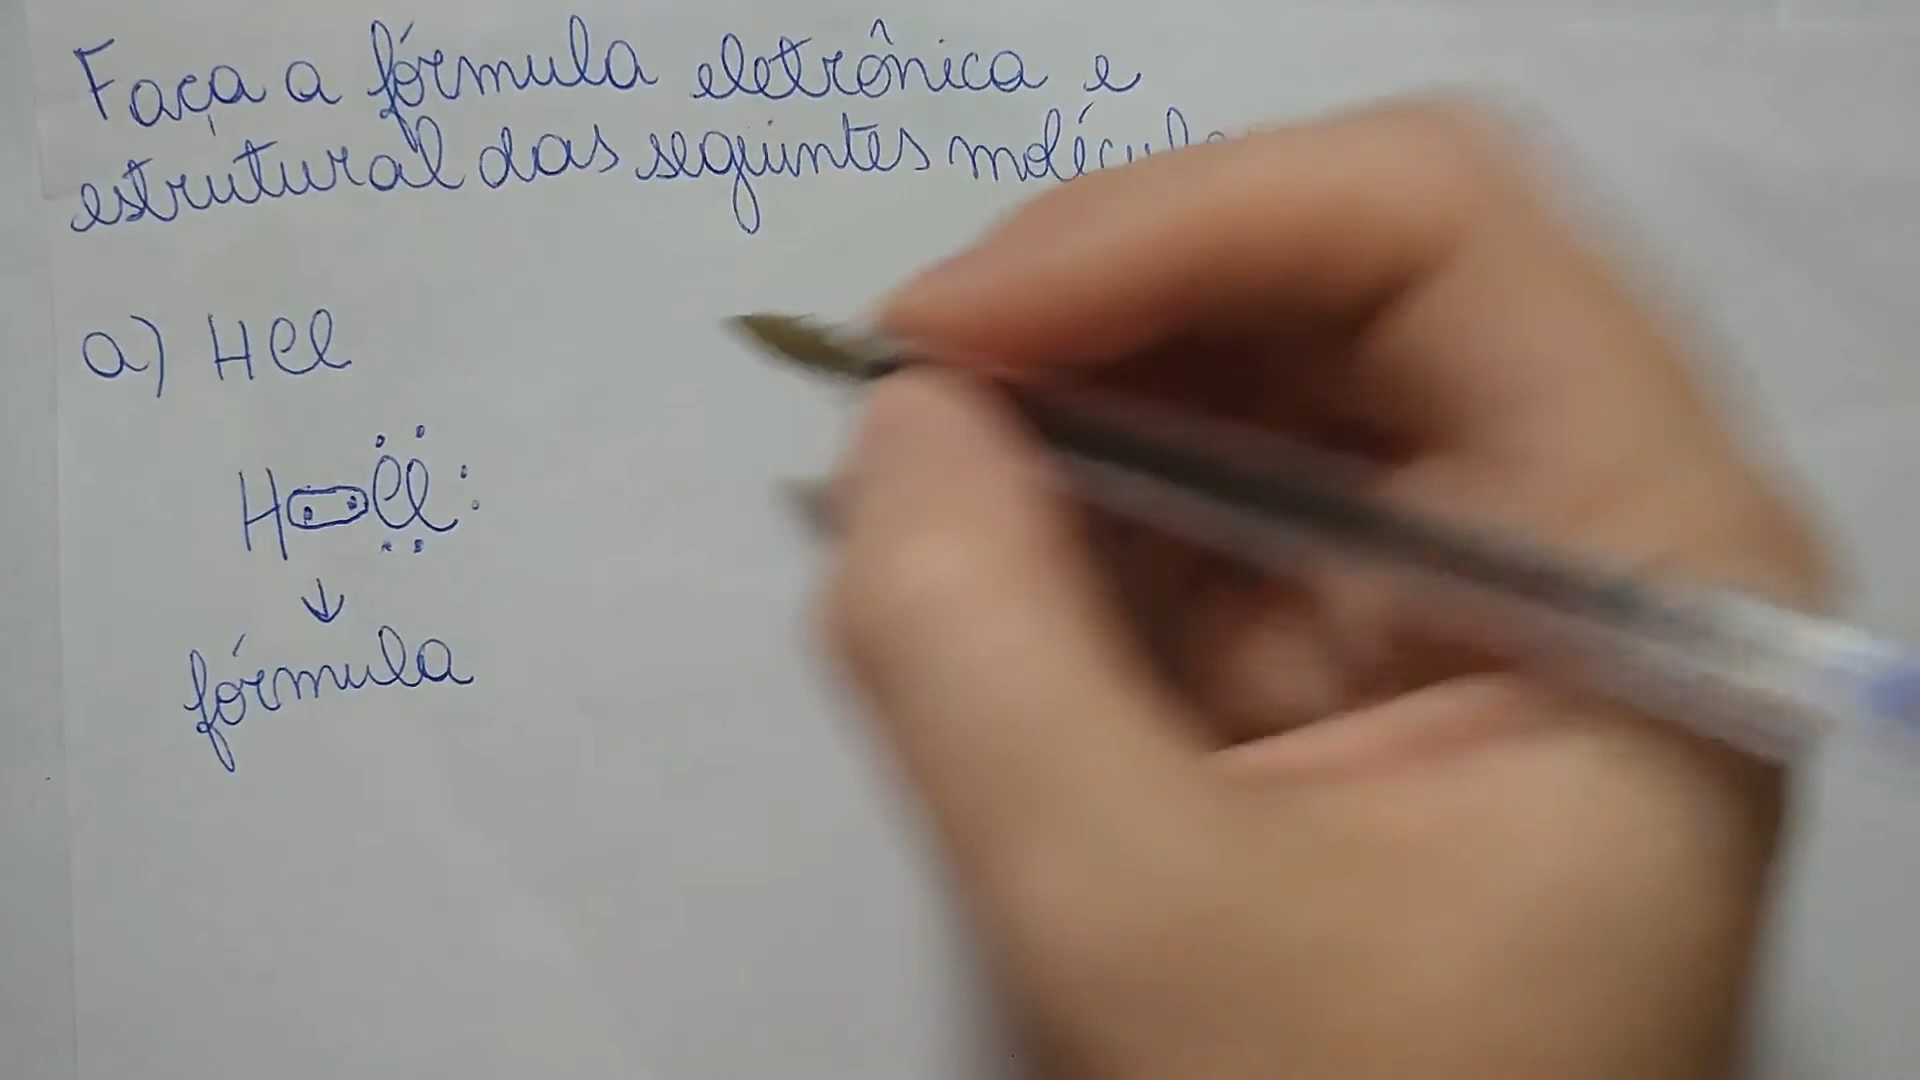 Faça a fórmula eletrônica e
estrutural das seguintes
a) HCl
H Cl
fórmula